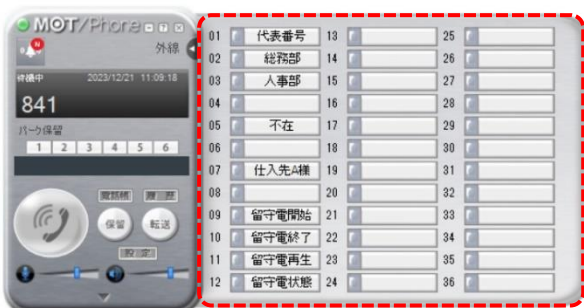 MOT/Phone
N
外線
待機中 2023/12/21 11:09:18
841
パーク保留
1 2 3 4 5 6
電話帳 履歴
保留 転送
設定
01 代表番号 13 25
02 総務部 14 26
03 人事部 15 27
04 16 28
05 不在 17 29
06 18 30
07 仕入先A様 19 31
08 20 32
09 留守電開始 21 33
10 留守電終了 22 34
11 留守電再生 23 35
12 留守電状態 24 36